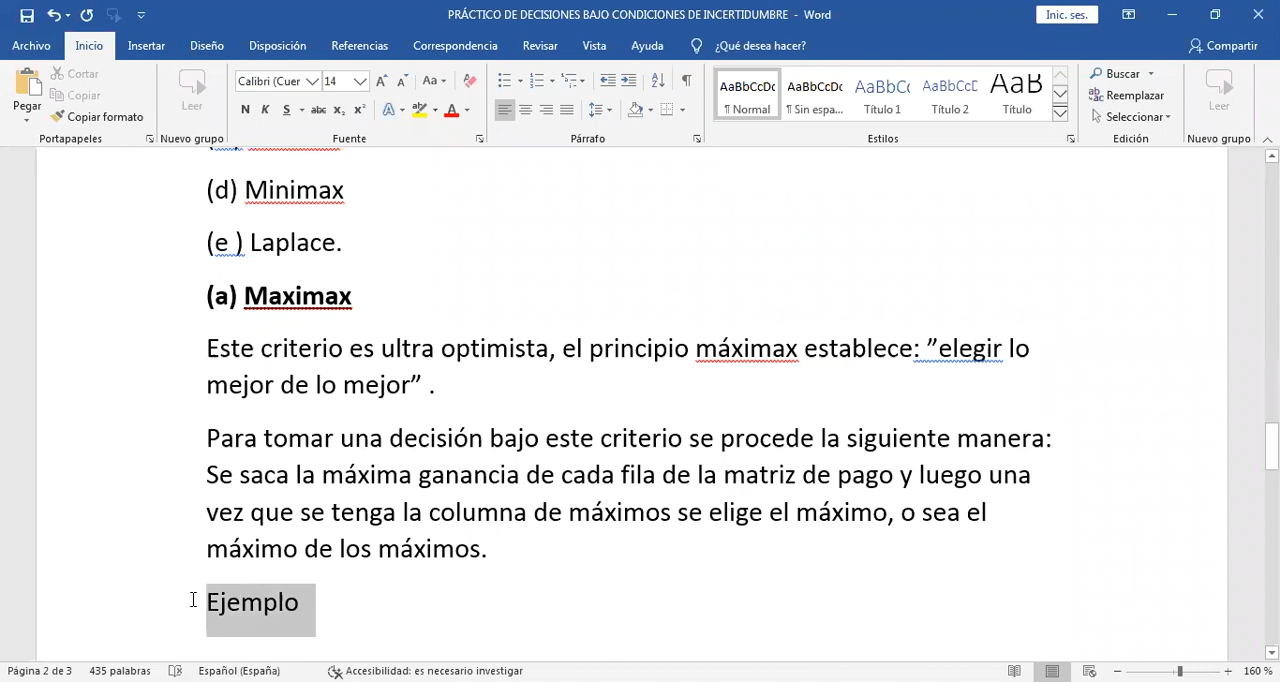 PRÁCTICO DE DECISIONES BAJO CONDICIONES DE INCERTIDUMBRE - Word
Inic. ses.
Archivo Inicio Insertar Diseño Disposición Referencias Correspondencia Revisar Vista Ayuda ¿Qué desea hacer? Compartir
Pegar
Cortar
Copiar
Copiar formato
Portapapeles
Leer
Nuevo grupo
Calibri (Cuer 14
Fuente
Párrafo
AaBbCcDc AaBbCcDc AaBbCc AaBbCcD AaB
¶ Normal ¶ Sin espa... Título 1 Título 2 Título
Estilos
Buscar
Reemplazar
Seleccionar
Edición
Leer
Nuevo grupo
(d) Minimax
(e ) Laplace.
(a) Maximax
Este criterio es ultra optimista, el principio máximax establece: ”elegir lo
mejor de lo mejor” .
Para tomar una decisión bajo este criterio se procede la siguiente manera:
Se saca la máxima ganancia de cada fila de la matriz de pago y luego una
vez que se tenga la columna de máximos se elige el máximo, o sea el
máximo de los máximos.
Ejemplo
Página 2 de 3 435 palabras Español (España) Accesibilidad: es necesario investigar 160 %